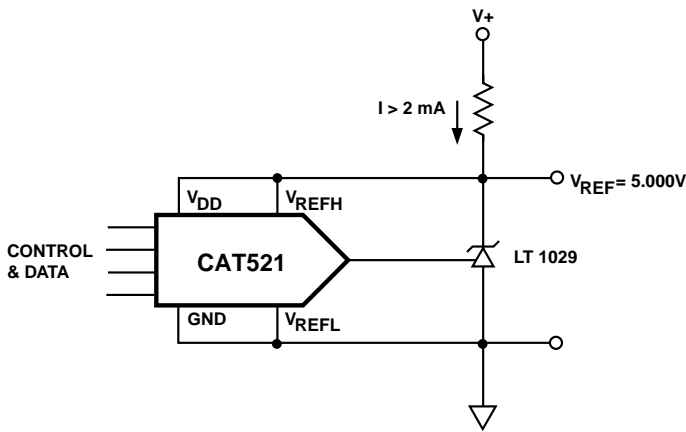 V+
I > 2 mA
VREF = 5.000V
VDD
VREFH
CONTROL
& DATA
CAT521
LT 1029
GND
VREFL